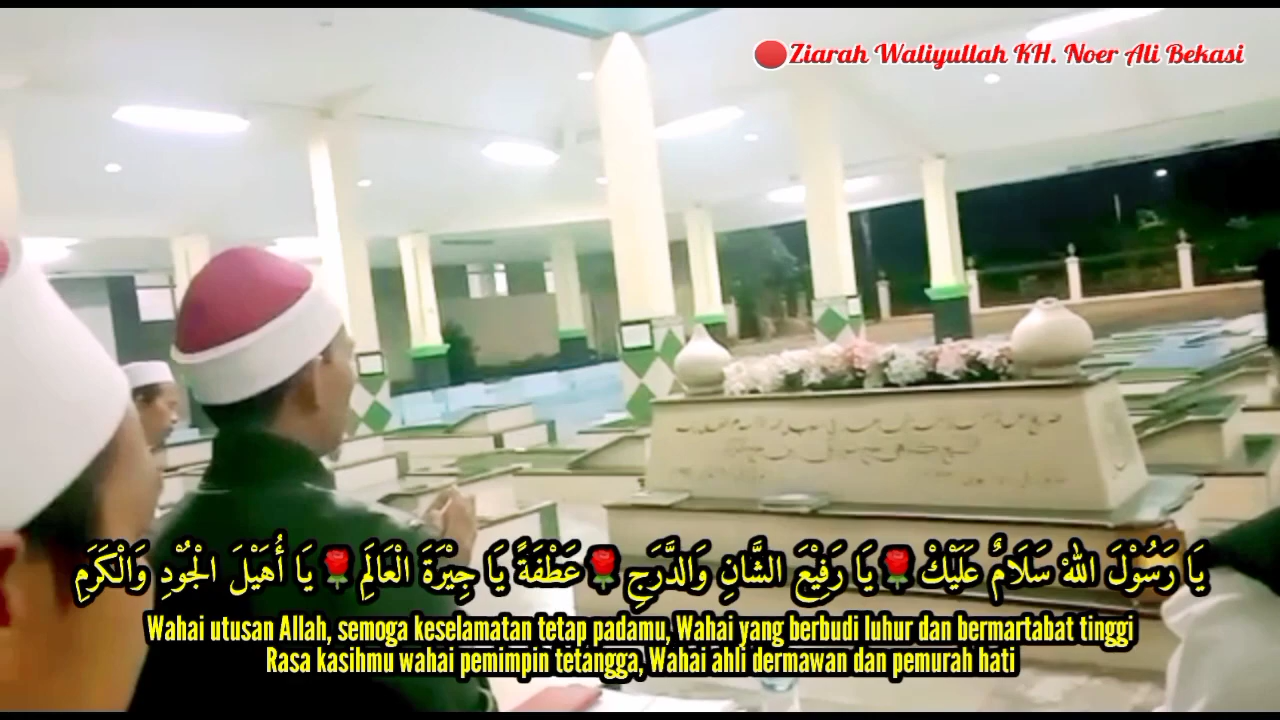 Ziarah Waliyullah KH. Noer Ali Bekasi
يَا رَسُوْلَ اللهْ سَلَامٌ عَلَيْكْ🌹يَا رَفِيْعَ الشَّانِ وَالدَّرَجِ🌹عَطْفَةً يَا جِيْرَةَ الْعَالَمِ🌹يَا أُهَيْلَ الْجُوْدِ وَالْكَرَمِ
Wahai utusan Allah, semoga keselamatan tetap padamu, Wahai yang berbudi luhur dan bermartabat tinggi
Rasa kasihmu wahai pemimpin tetangga, Wahai ahli dermawan dan pemurah hati